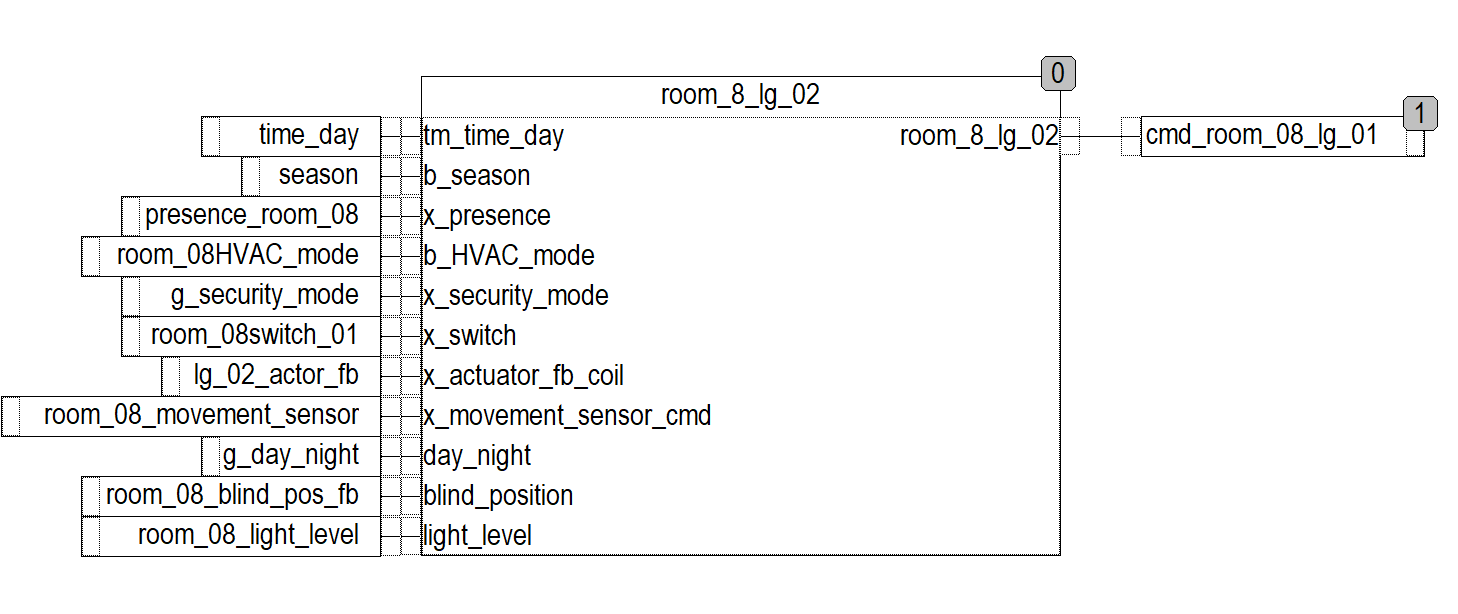 0
room_8_lg_02
1
time_day tm_time_day room_8_lg_02 cmd_room_08_lg_01
season b_season
presence_room_08 x_presence
room_08HVAC_mode b_HVAC_mode
g_security_mode x_security_mode
room_08switch_01 x_switch
lg_02_actor_fb x_actuator_fb_coil
room_08_movement_sensor x_movement_sensor_cmd
g_day_night day_night
room_08_blind_pos_fb blind_position
room_08_light_level light_level